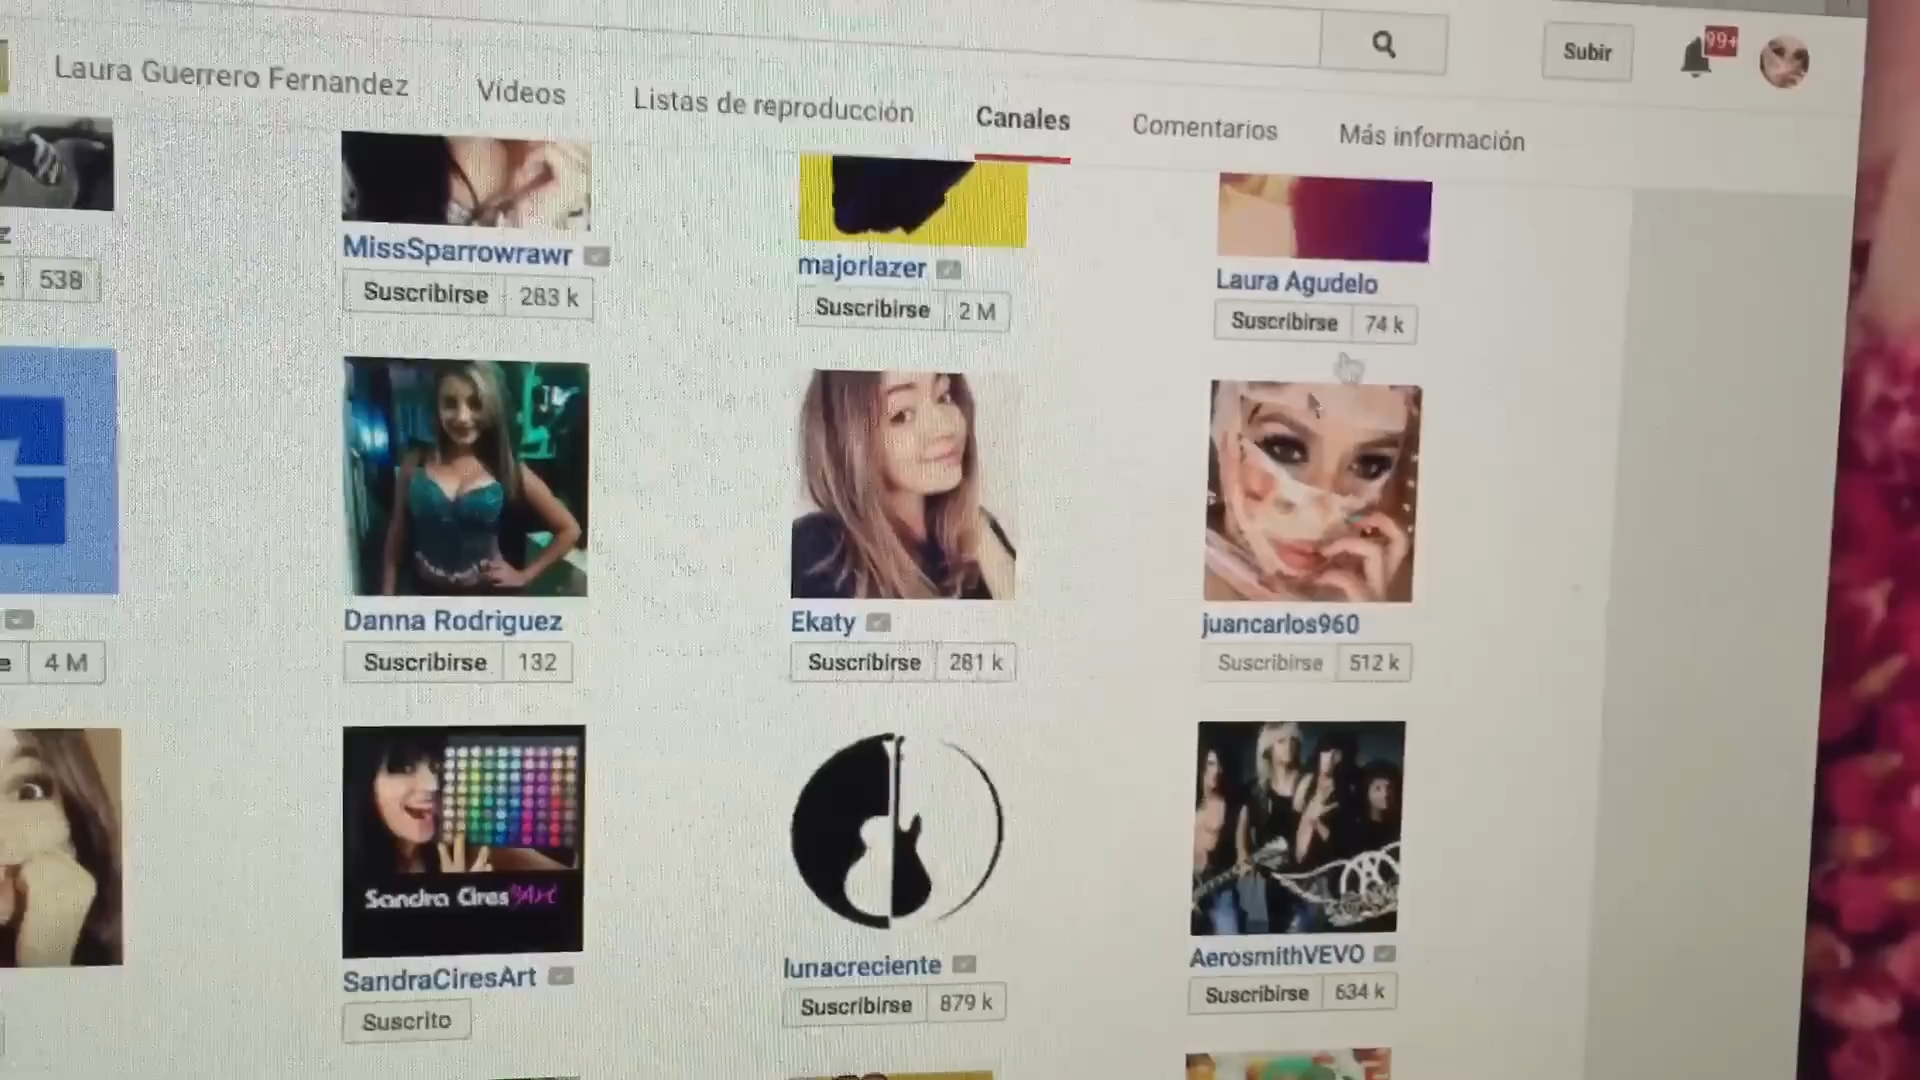 Subir
99+
Laura Guerrero Fernandez
Vídeos
Listas de reproducción
Canales
Comentarios
Más información
538
MissSparrowrawr
Suscribirse 283 k
majorlazer
Suscribirse 2 M
Laura Agudelo
Suscribirse 74 k
4 M
Danna Rodriguez
Suscribirse 132
Ekaty
Suscribirse 281 k
juancarlos960
Suscribirse 512 k
Sandra Cires Art
SandraCiresArt
Suscrito
lunacreciente
Suscribirse 879 k
AerosmithVEVO
Suscribirse 634 k